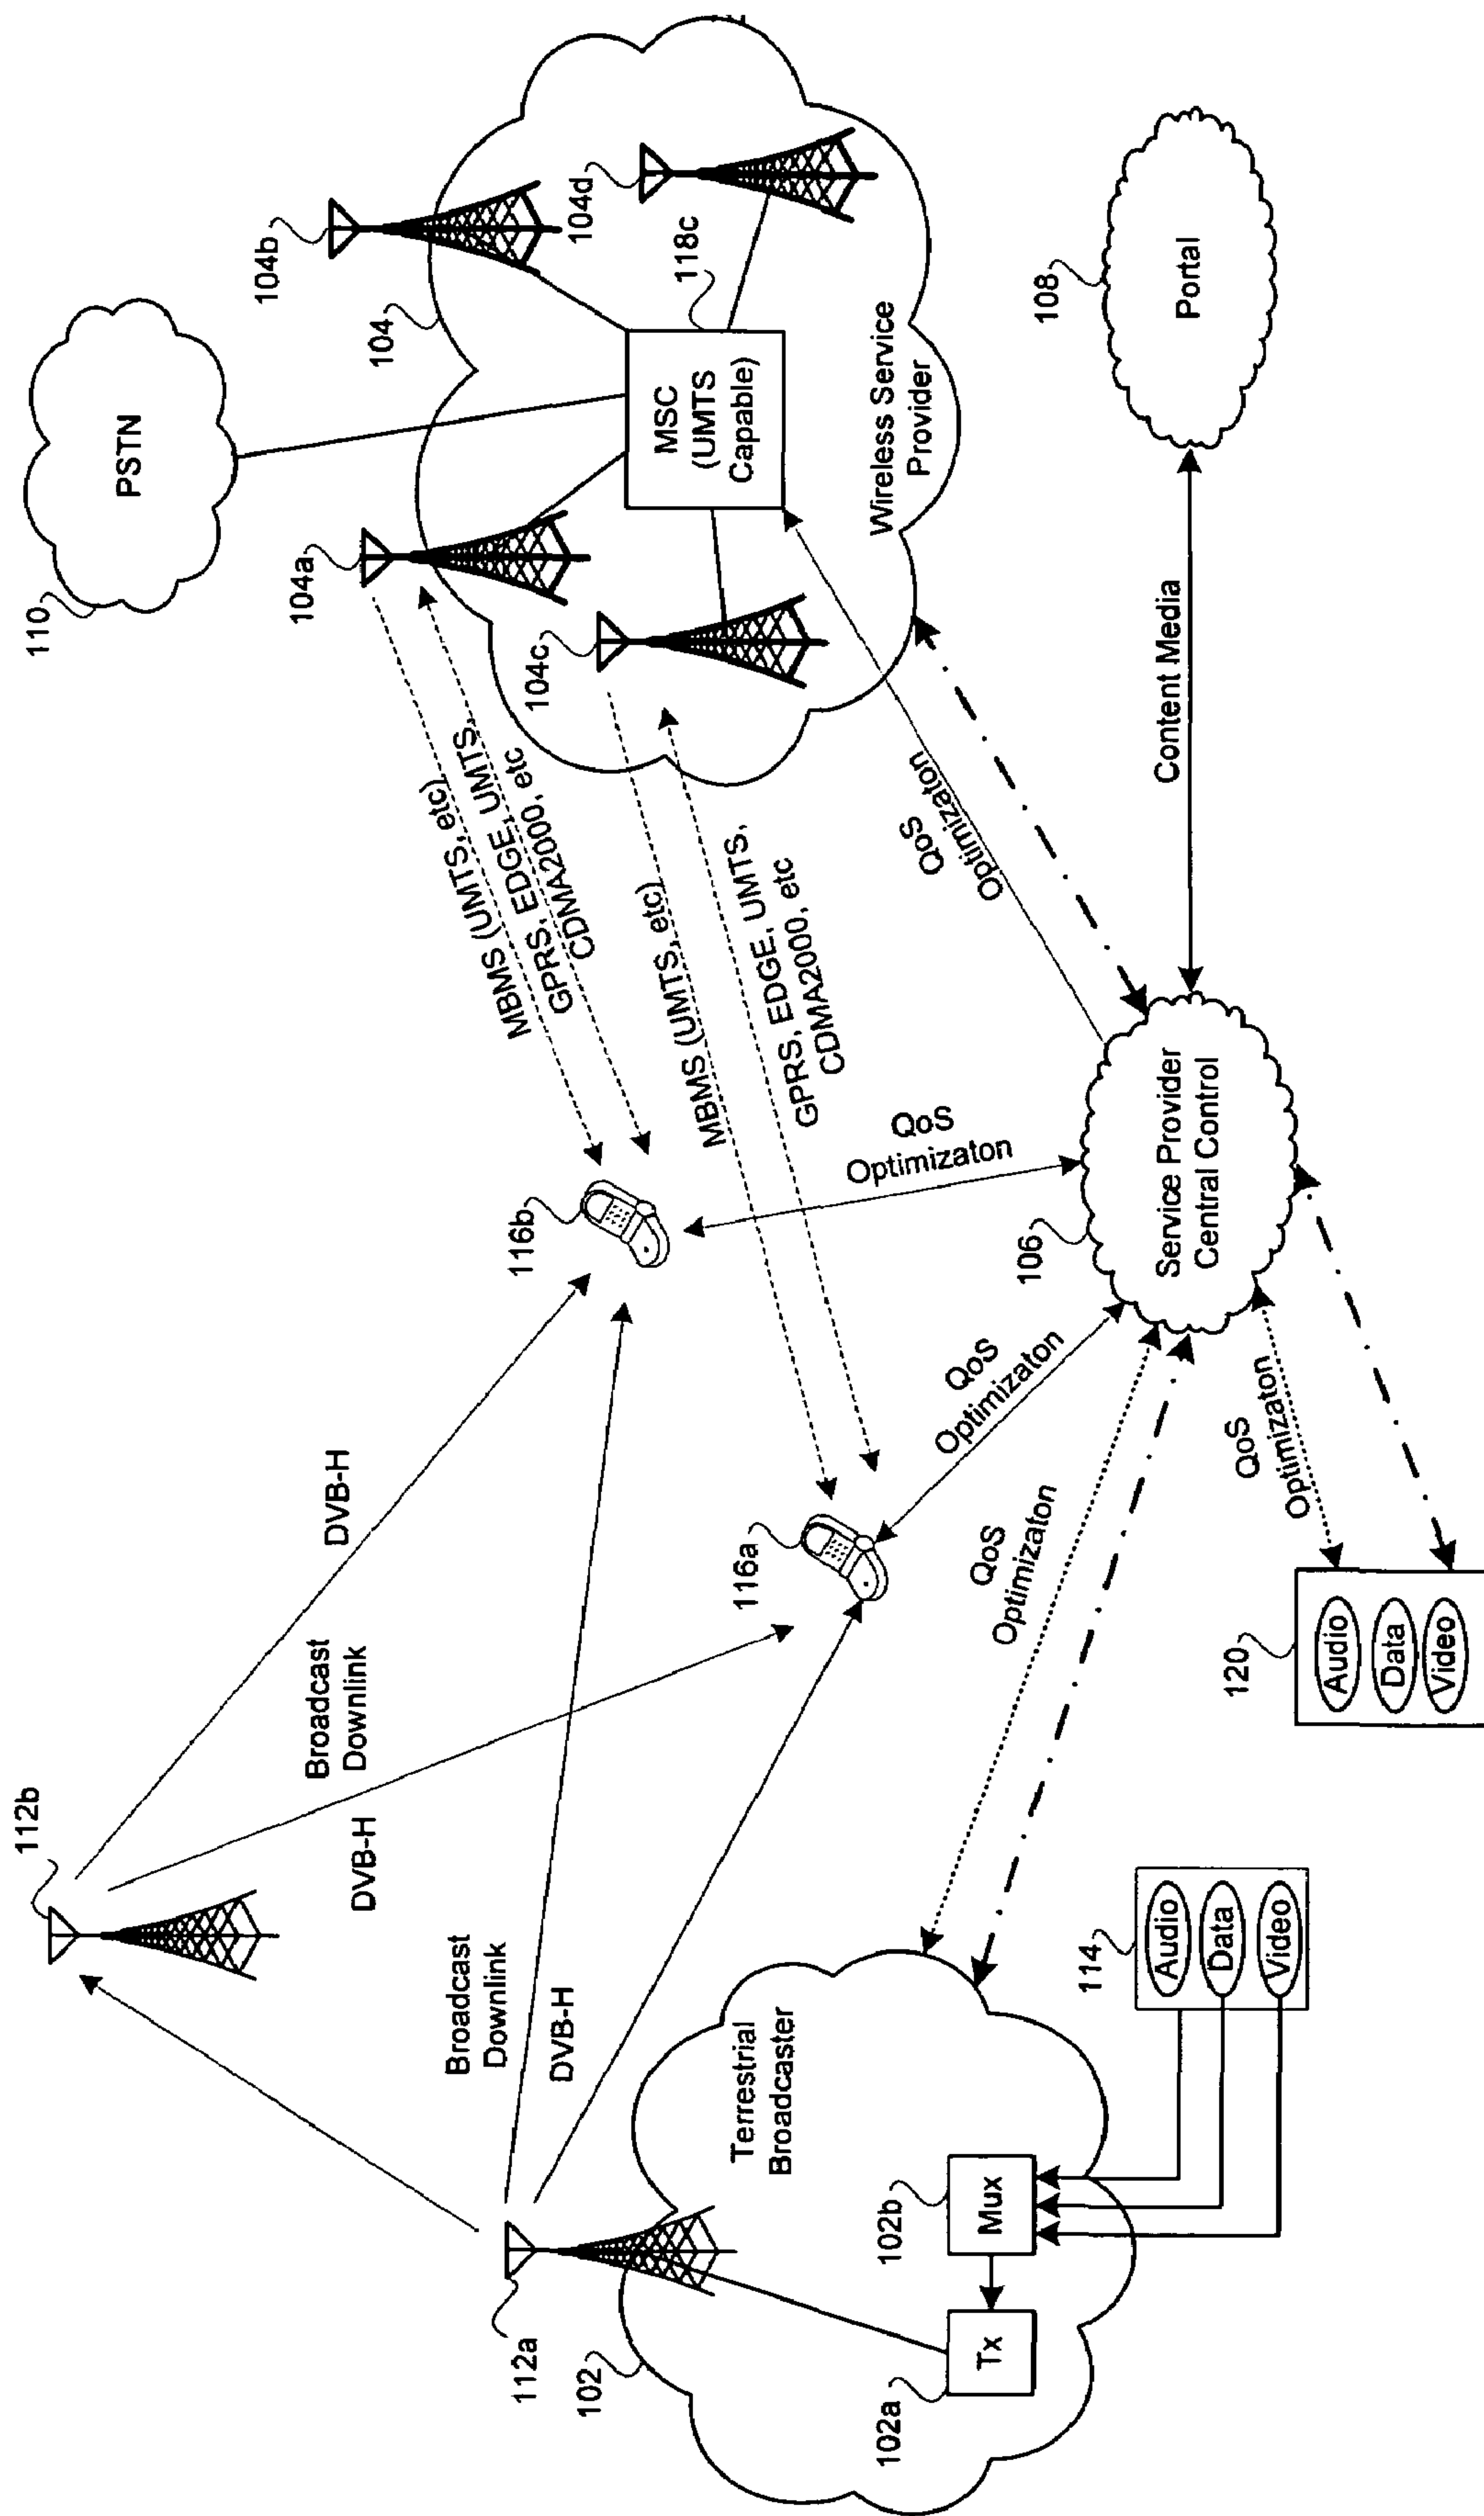 112b
110
PSTN
104b
104
104a
104d
118c
MSC
(UMTS
Capable)
104c
Wireless Service
Provider
DVB-H
Broadcast
Downlink
DVB-H
MBMS (UMTS, etc)
GPRS, EDGE, UMTS,
CDMA2000, etc
116b
MBMS (UMTS, etc)
GPRS, EDGE, UMTS,
CDMA2000, etc
112a
Broadcast
Downlink
DVB-H
102
Terrestrial
Broadcaster
116a
QoS
Optimizaton
QoS
Optimizaton
QoS
Optimizaton
QoS
Optimizaton
QoS
Optimizaton
102a
Tx
102b
Mux
114
Audio
Data
Video
120
Audio
Data
Video
106
Service Provider
Central Control
Content Media
108
Portal